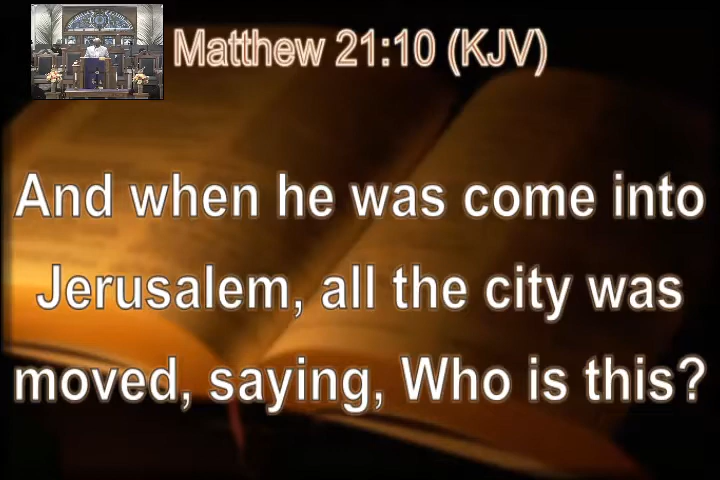 Matthew 21:10 (KJV)
And when he was come into
Jerusalem, all the city was
moved, saying, Who is this?